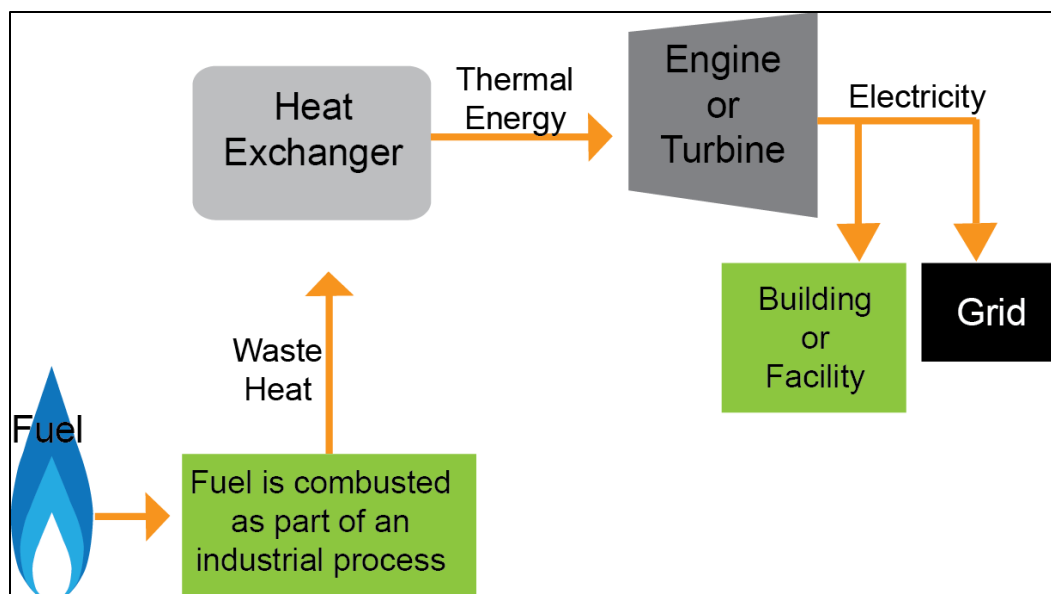 Fuel
Fuel is combusted
as part of an
industrial process
Waste
Heat
Heat
Exchanger
Thermal
Energy
Engine
or
Turbine
Electricity
Building
or
Facility
Grid